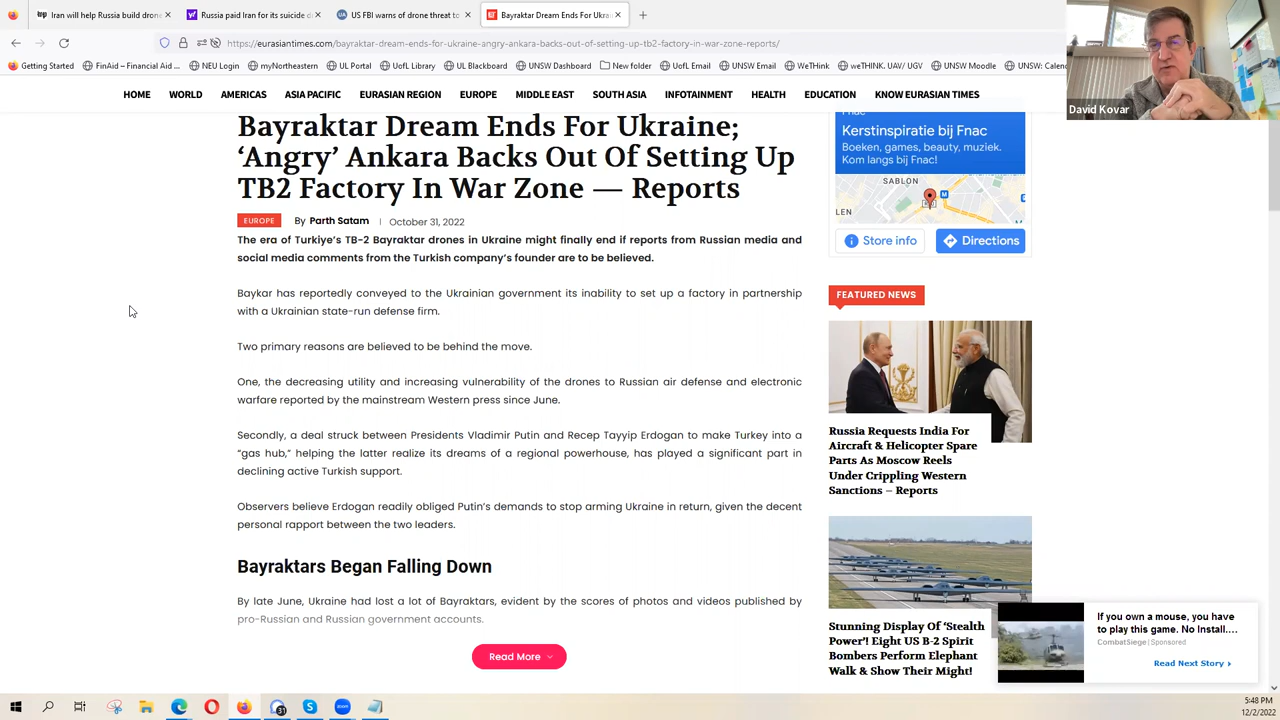 Iran will help Russia build drone
Russia paid Iran for its suicide d
US FBI warns of drone threat to
Bayraktar Dream Ends For Ukrai
https://eurasiantimes.com/bayraktar-dream-ends-for-ukraine-angry-ankara-backs-out-of-setting-up-tb2-factory-in-war-zone-reports/
Getting Started
FinAid – Financial Aid ...
NEU Login
myNortheastern
UL Portal
UofL Library
UL Blackboard
UNSW Dashboard
New folder
UofL Email
UNSW Email
WeThink
weTHINK. UAV/ UGV
UNSW Moodle
UNSW: Calen
David Kovar
HOME WORLD AMERICAS ASIA PACIFIC EURASIAN REGION EUROPE MIDDLE EAST SOUTH ASIA INFOTAINMENT HEALTH EDUCATION KNOW EURASIAN TIMES
Bayraktar Dream Ends For Ukraine;
‘Angry’ Ankara Backs Out Of Setting Up
TB2 Factory In War Zone — Reports
EUROPE By Parth Satam | October 31, 2022
The era of Turkiye’s TB-2 Bayraktar drones in Ukraine might finally end if reports from Russian media and
social media comments from the Turkish company’s founder are to be believed.
Baykar has reportedly conveyed to the Ukrainian government its inability to set up a factory in partnership
with a Ukrainian state-run defense firm.
Two primary reasons are believed to be behind the move.
One, the decreasing utility and increasing vulnerability of the drones to Russian air defense and electronic
warfare reported by the mainstream Western press since June.
Secondly, a deal struck between Presidents Vladimir Putin and Recep Tayyip Erdogan to make Turkey into a
“gas hub,” helping the latter realize its dreams of a regional powerhouse, has played a significant part in
declining active Turkish support.
Observers believe Erdogan readily obliged Putin’s demands to stop arming Ukraine in return, given the decent
personal rapport between the two leaders.
Bayraktars Began Falling Down
By late June, Ukraine had lost a lot of Bayraktars, evident by the scores of photos and videos published by
pro-Russian and Russian government accounts.
Read More
Fnac
Kerstinspiratie bij Fnac
Boeken, games, beauty, muziek.
Kom langs bij Fnac!
SABLON
M
LEN
M
Store info
Directions
FEATURED NEWS
Russia Requests India For
Aircraft & Helicopter Spare
Parts As Moscow Reels
Under Crippling Western
Sanctions – Reports
Stunning Display Of ‘Stealth
Power’! Eight US B-2 Spirit
Bombers Perform Elephant
Walk & Show Their Might!
If you own a mouse, you have
to play this game. No Install....
CombatSiege | Sponsored
Read Next Story
31
zoom
5:48 PM
12/2/2022